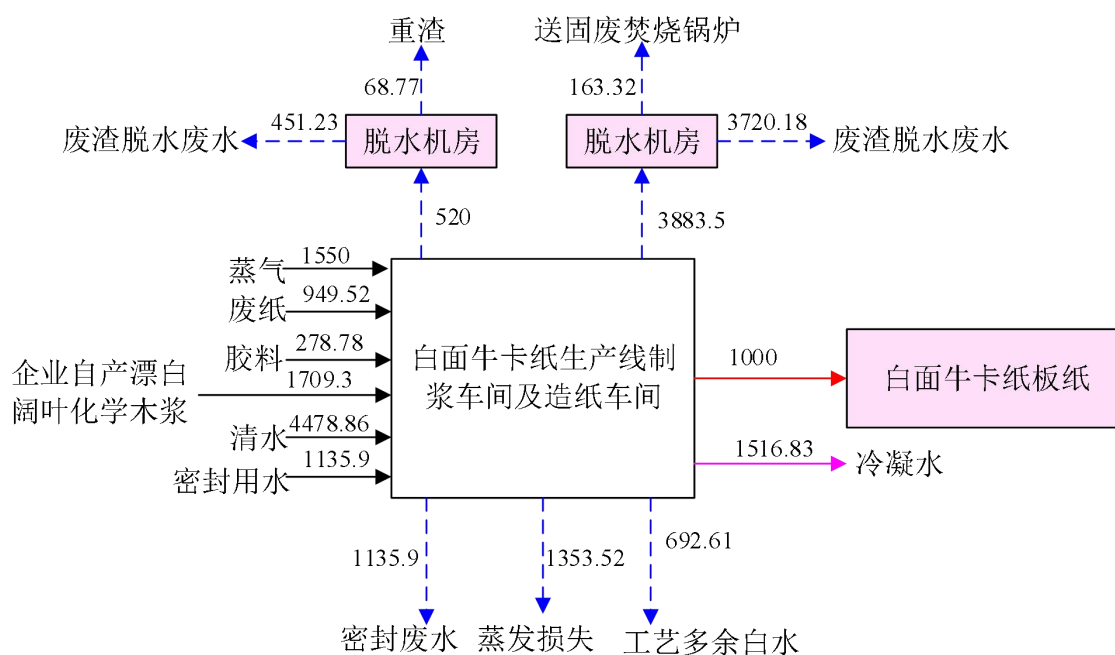 重渣
送固废焚烧锅炉
68.77
163.32
451.23
3720.18
废渣脱水废水
脱水机房
脱水机房
废渣脱水废水
520
3883.5
蒸气
1550
废纸
949.52
胶料
278.78
企业自产漂白
阔叶化学木浆
1709.3
清水
4478.86
密封用水
1135.9
白面牛卡纸生产线制
浆车间及造纸车间
1000
白面牛卡纸板纸
1516.83
冷凝水
1135.9
1353.52
692.61
密封废水
蒸发损失
工艺多余白水